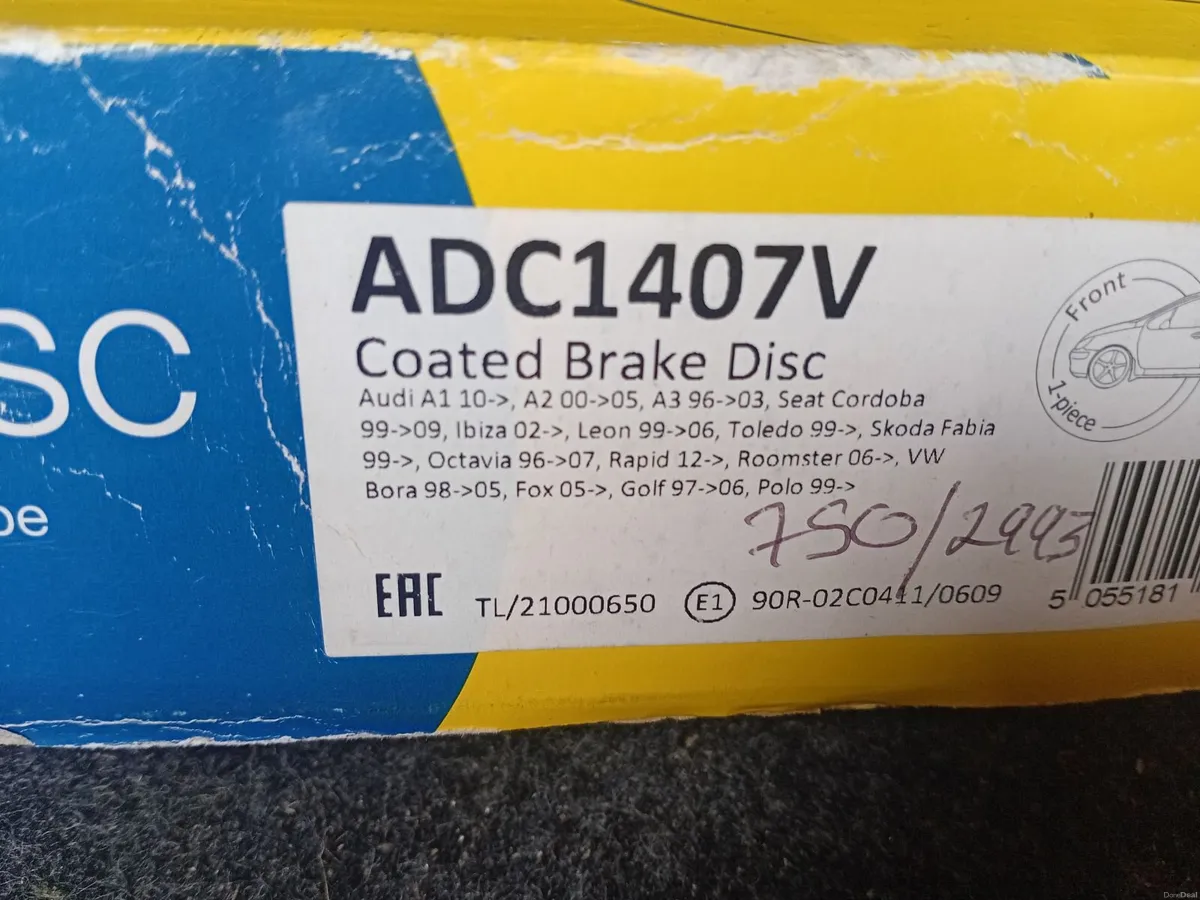 SC
be
ADC1407V
Coated Brake Disc
Audi A1 10->, A2 00->05, A3 96->03, Seat Cordoba
99->09, Ibiza 02->, Leon 99->06, Toledo 99->, Skoda Fabia
99->, Octavia 96->07, Rapid 12->, Roomster 06->, VW
Bora 98->05, Fox 05->, Golf 97->06, Polo 99->
750/2993
EAC TL/21000650 E1 90R-02C0411/0609
5 055181
Front
1-piece
DoneDeal